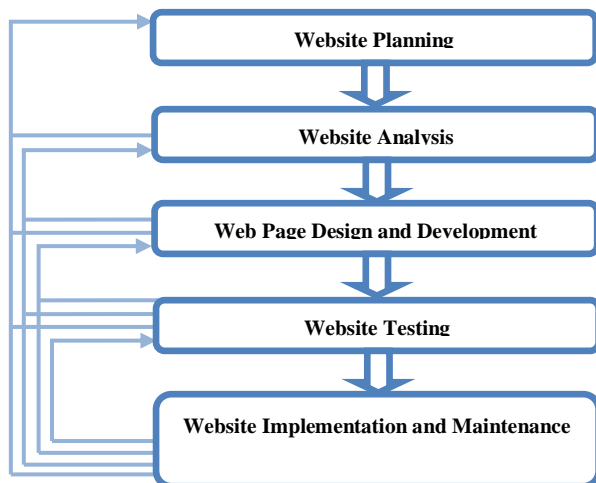 Website Planning
Website Analysis
Web Page Design and Development
Website Testing
Website Implementation and Maintenance